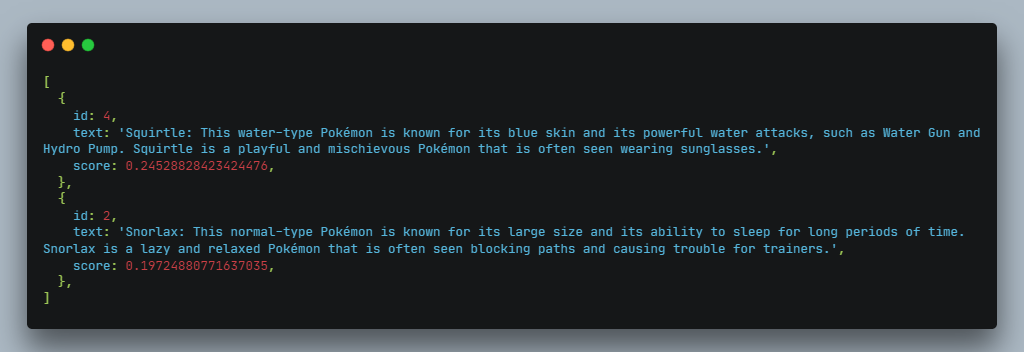 [
  {
    id: 4,
    text: 'Squirtle: This water-type Pokémon is known for its blue skin and its powerful water attacks, such as Water Gun and
Hydro Pump. Squirtle is a playful and mischievous Pokémon that is often seen wearing sunglasses.',
    score: 0.24528828423424476,
  },
  {
    id: 2,
    text: 'Snorlax: This normal-type Pokémon is known for its large size and its ability to sleep for long periods of time.
Snorlax is a lazy and relaxed Pokémon that is often seen blocking paths and causing trouble for trainers.',
    score: 0.19724880771637035,
  },
]